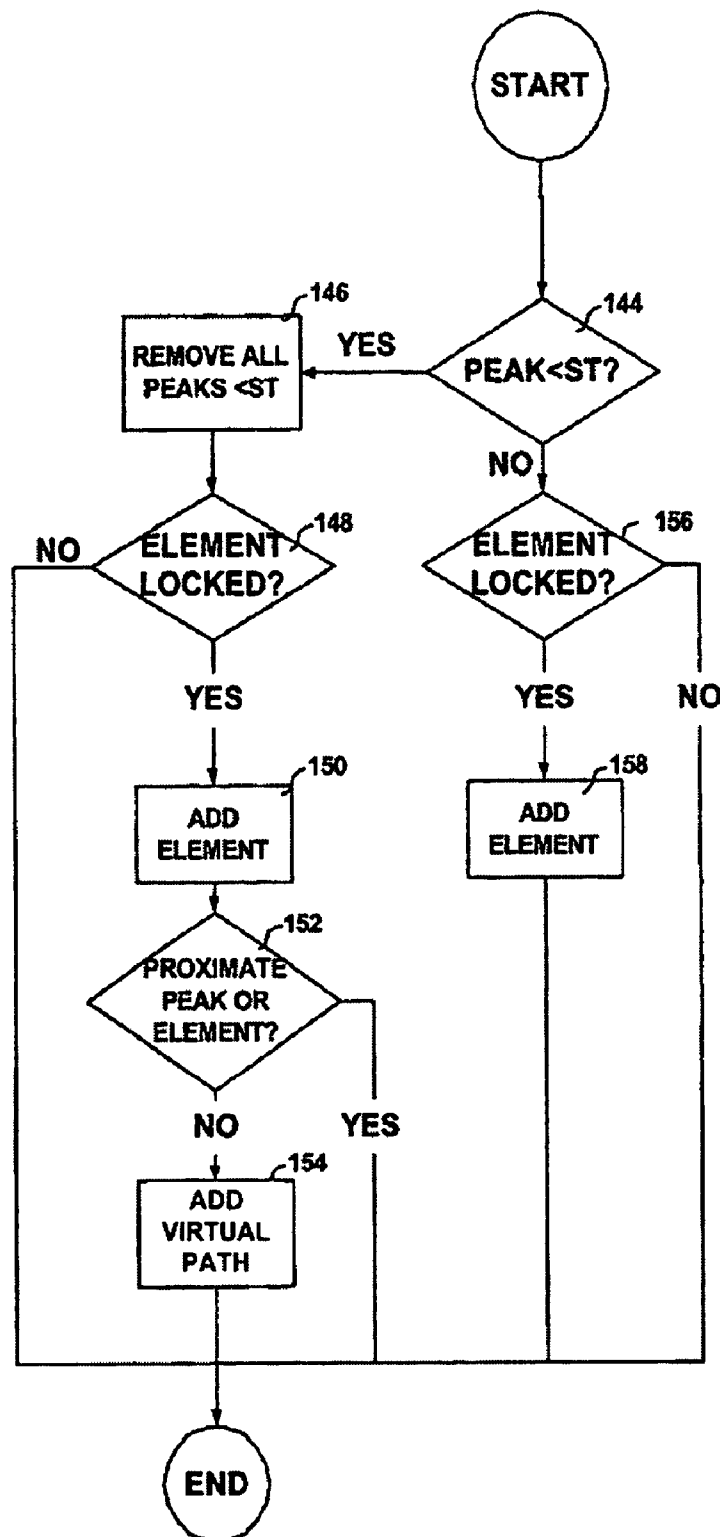 START
144
PEAK<ST?
YES
146
REMOVE ALL
PEAKS <ST
NO
148
ELEMENT
LOCKED?
NO
156
ELEMENT
LOCKED?
YES
YES
NO
150
ADD
ELEMENT
158
ADD
ELEMENT
152
PROXIMATE
PEAK OR
ELEMENT?
NO
YES
154
ADD
VIRTUAL
PATH
END